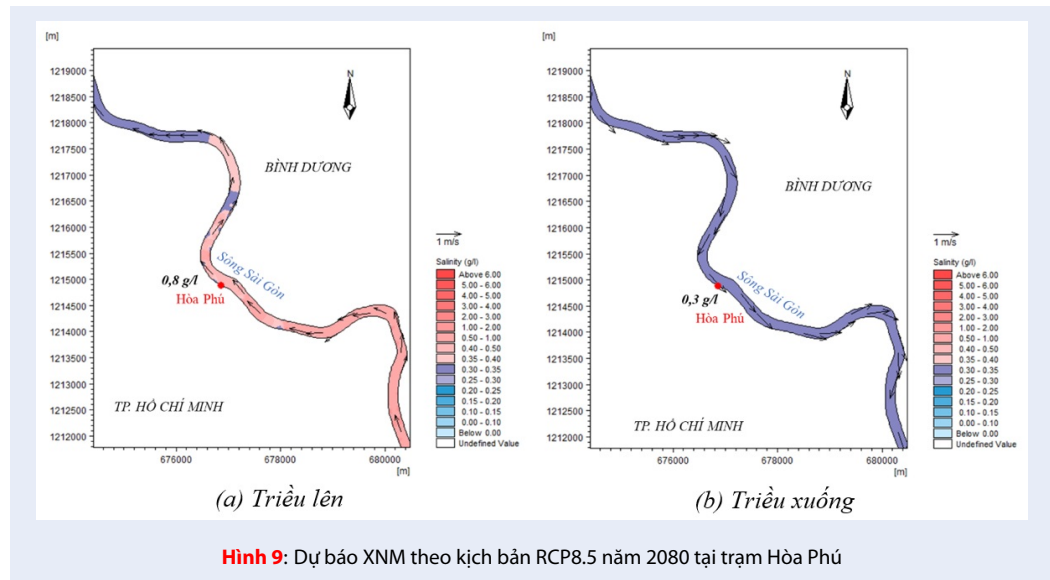 [m]
1219000
1218500
1218000
1217500
1217000
1216500
1216000
1215500
1215000
1214500
1214000
1213500
1213000
1212500
1212000
N
BÌNH DƯƠNG
Sông Sài Gòn
0,8 g/l
Hòa Phú
TP. HỒ CHÍ MINH
676000 678000 680000
[m]
1 m/s
Salinity (g/l)
Above 6.00
5.00 - 6.00
4.00 - 5.00
3.00 - 4.00
2.00 - 3.00
1.00 - 2.00
0.50 - 1.00
0.40 - 0.50
0.35 - 0.40
0.30 - 0.35
0.25 - 0.30
0.20 - 0.25
0.15 - 0.20
0.10 - 0.15
0.00 - 0.10
Below 0.00
Undefined Value
(a) Triều lên
[m]
1219000
1218500
1218000
1217500
1217000
1216500
1216000
1215500
1215000
1214500
1214000
1213500
1213000
1212500
1212000
N
BÌNH DƯƠNG
Sông Sài Gòn
0,3 g/l
Hòa Phú
TP. HỒ CHÍ MINH
676000 678000 680000
[m]
1 m/s
Salinity (g/l)
Above 6.00
5.00 - 6.00
4.00 - 5.00
3.00 - 4.00
2.00 - 3.00
1.00 - 2.00
0.50 - 1.00
0.40 - 0.50
0.35 - 0.40
0.30 - 0.35
0.25 - 0.30
0.20 - 0.25
0.15 - 0.20
0.10 - 0.15
0.00 - 0.10
Below 0.00
Undefined Value
(b) Triều xuống
Hình 9: Dự báo XNM theo kịch bản RCP8.5 năm 2080 tại trạm Hòa Phú